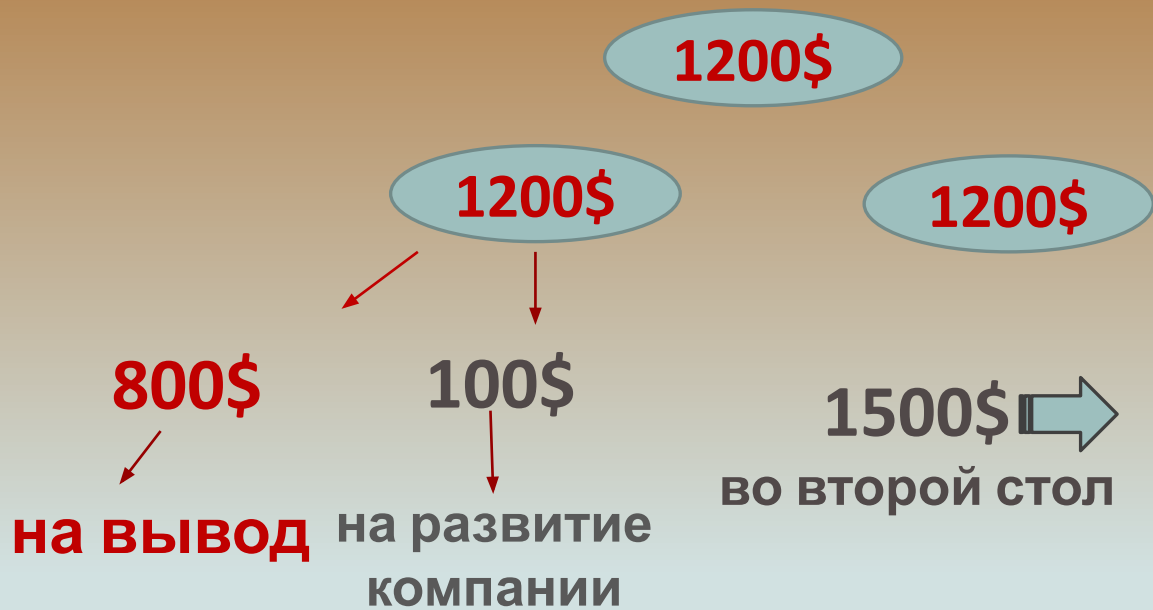 1200$
1200$
1200$
800$
100$
1500$
во второй стол
на вывод
на развитие
компании